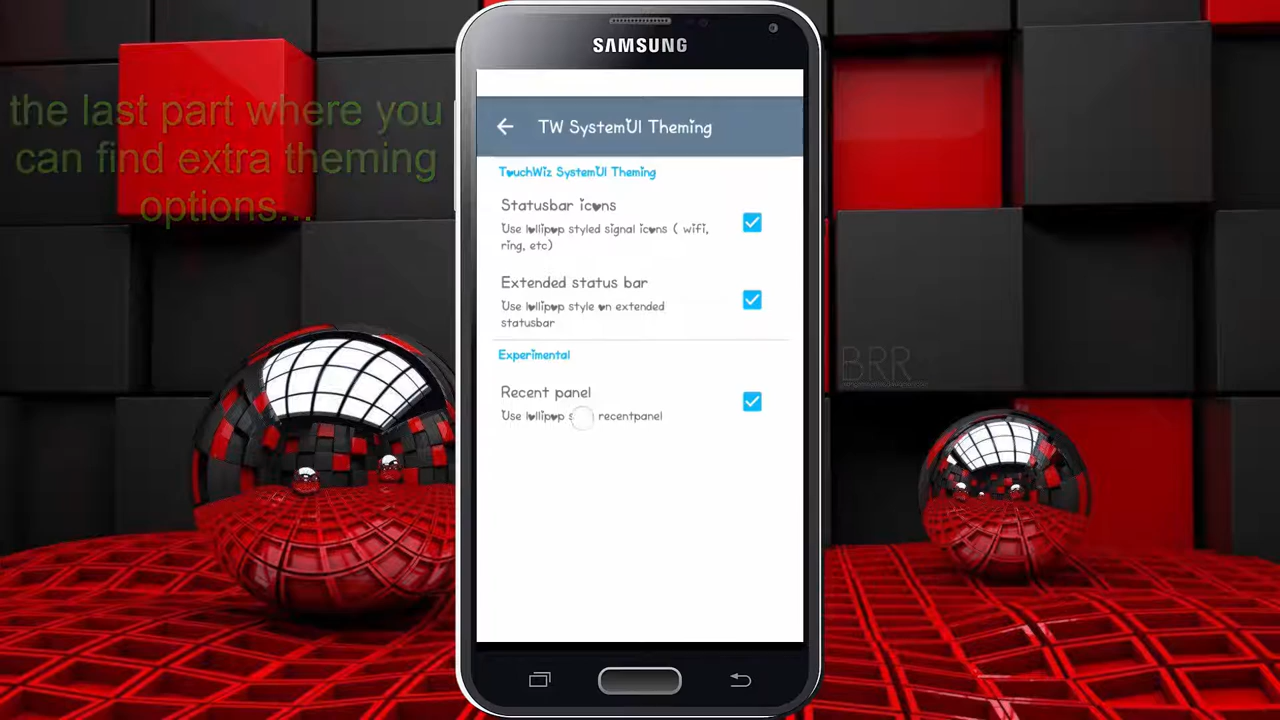 the last part where you
can find extra theming
options...
SAMSUNG
TW SystemUI Theming
TouchWiz SystemUI Theming
Statusbar icons
Use lollipop styled signal icons ( wifi,
ring, etc)
Extended status bar
Use lollipop style on extended
statusbar
Experimental
Recent panel
Use lollipop recentpanel
BRR